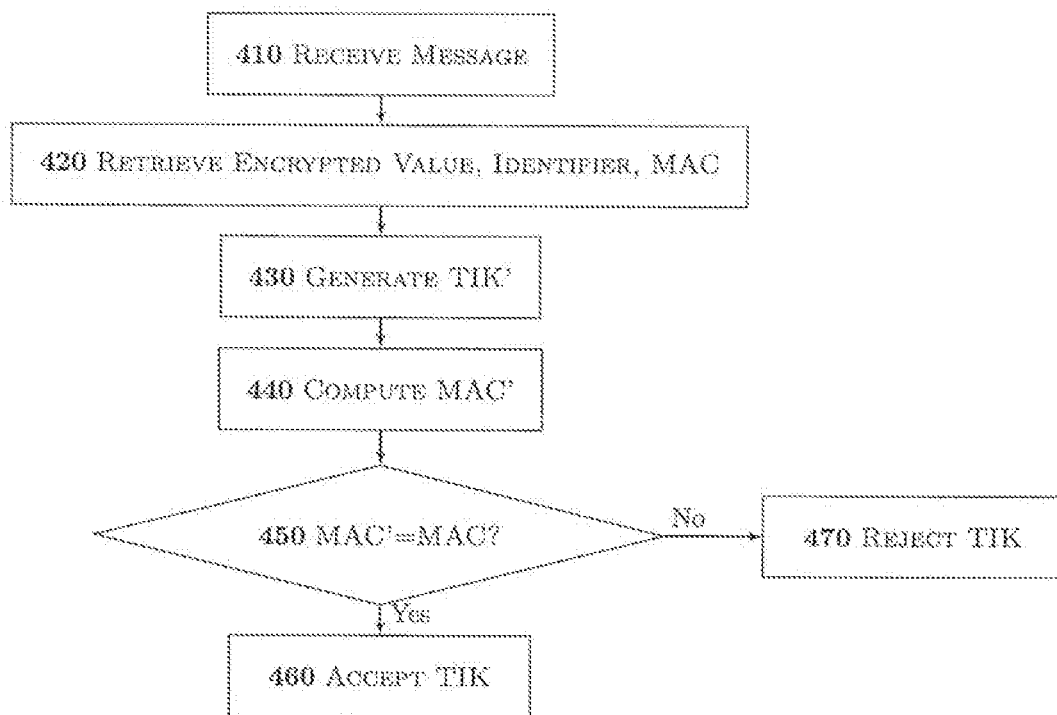 410 Receive Message
420 Retrieve Encrypted Value, Identifier, MAC
430 Generate TIK'
440 Compute MAC'
450 MAC'=MAC?
No
470 Reject TIK
Yes
460 Accept TIK